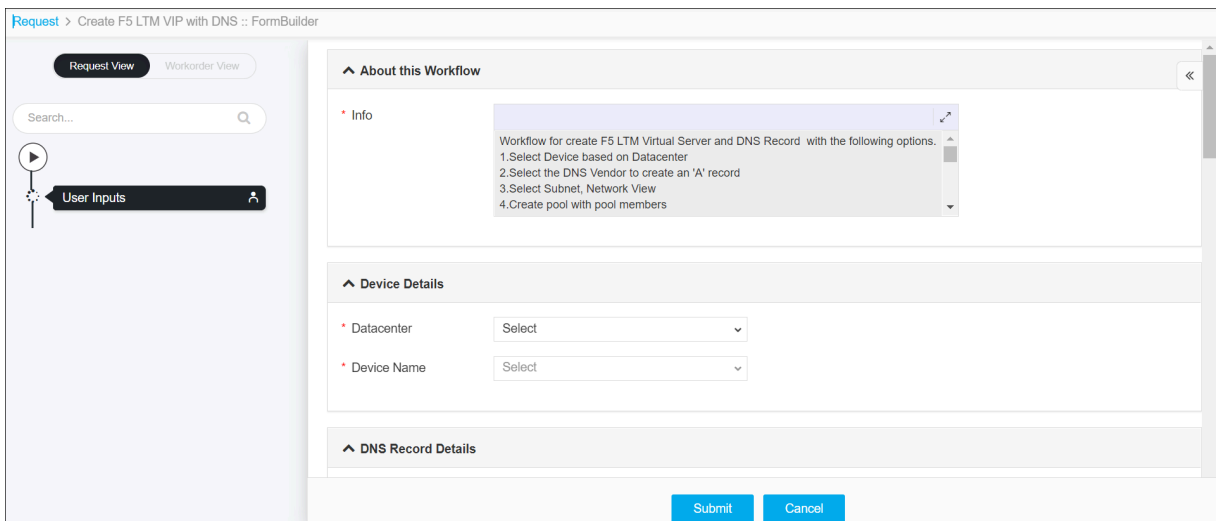 Request > Create F5 LTM VIP with DNS :: FormBuilder
Request View Workorder View
Search...
User Inputs
About this Workflow
* Info
Workflow for create F5 LTM Virtual Server and DNS Record with the following options.
1.Select Device based on Datacenter
2.Select the DNS Vendor to create an 'A' record
3.Select Subnet, Network View
4.Create pool with pool members
Device Details
* Datacenter Select
* Device Name Select
DNS Record Details
Submit Cancel